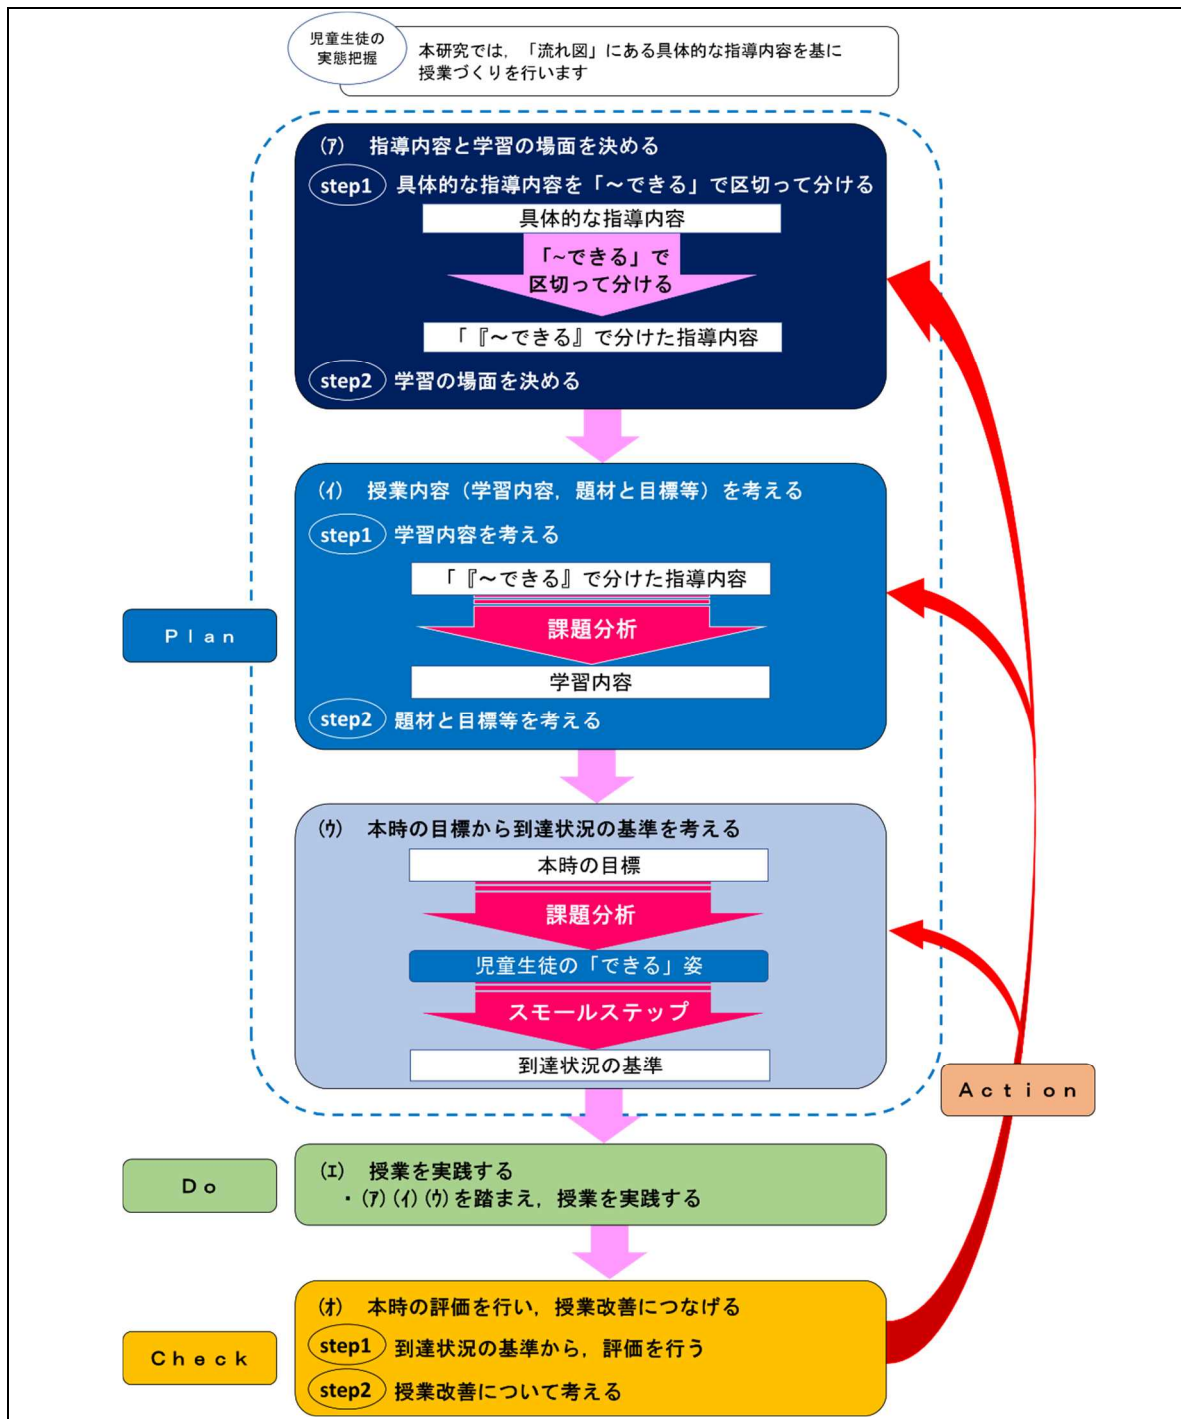 児童生徒の
実態把握
本研究では，「流れ図」にある具体的な指導内容を基に
授業づくりを行います
(ｱ) 指導内容と学習の場面を決める
step1 具体的な指導内容を「～できる」で区切って分ける
具体的な指導内容
「~できる」で
区切って分ける
「『～できる』で分けた指導内容
step2 学習の場面を決める
(ｲ) 授業内容（学習内容，題材と目標等）を考える
step1 学習内容を考える
「『～できる』で分けた指導内容
課題分析
学習内容
step2 題材と目標等を考える
Ｐｌａｎ
(ｳ) 本時の目標から到達状況の基準を考える
本時の目標
課題分析
児童生徒の「できる」姿
スモールステップ
到達状況の基準
Ａｃｔｉｏｎ
Ｄｏ
(ｴ) 授業を実践する
・(ｱ)(ｲ)(ｳ)を踏まえ，授業を実践する
Ｃｈｅｃｋ
(ｵ) 本時の評価を行い，授業改善につなげる
step1 到達状況の基準から，評価を行う
step2 授業改善について考える